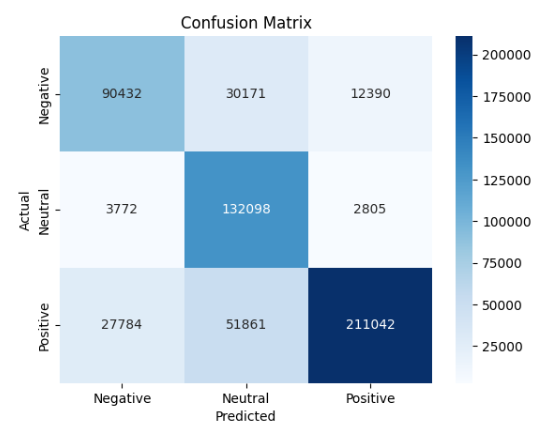 Confusion Matrix
Negative
90432 30171 12390
Actual
Neutral
3772 132098 2805
Positive
27784 51861 211042
Negative Neutral Positive
Predicted
200000
175000
150000
125000
100000
75000
50000
25000